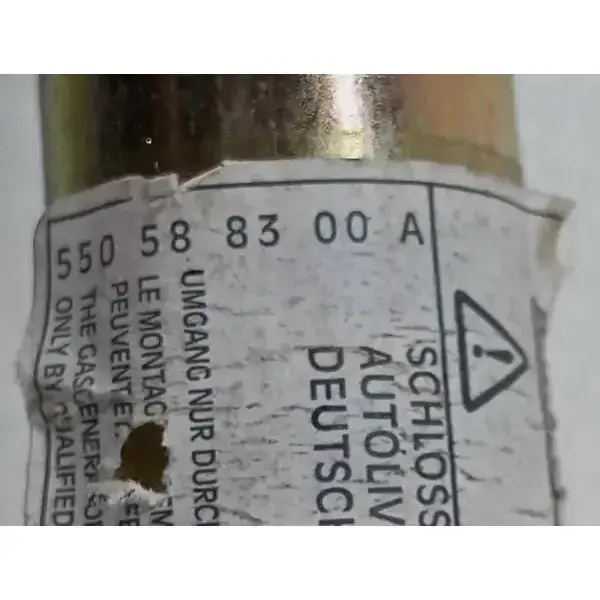 550 58 83 00 A
SCHLOSS
AUTOLIV
DEUTSCH
UMGANG NUR DURCH
LE MONTAG
PEUVENT
THE GASGENER
ONLY BY QUALIFIED